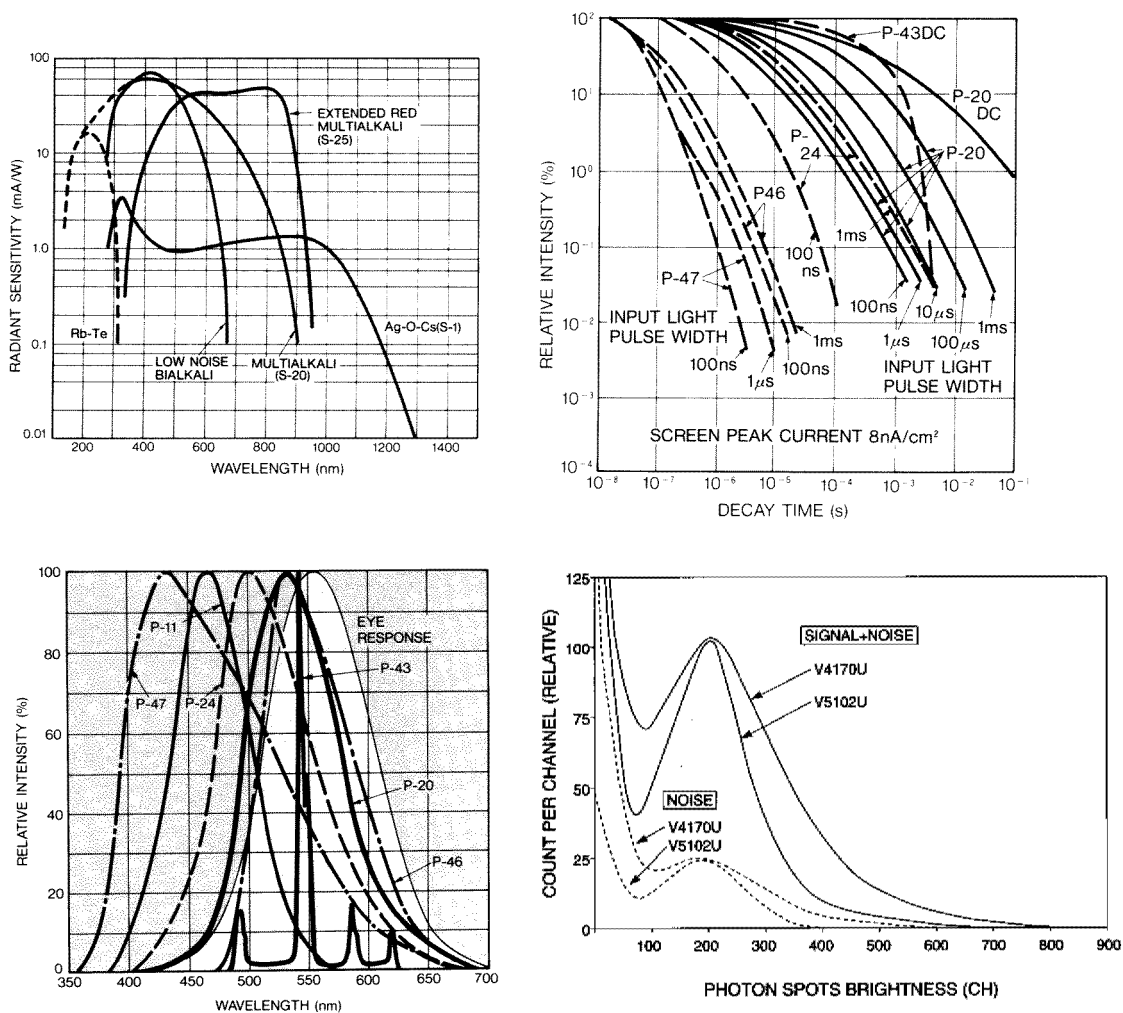 RADIANT SENSITIVITY (mA/W)
100
10
1.0
0.1
0.01
EXTENDED RED
MULTIALKALI
(S-25)
Rb-Te
LOW NOISE
BIALKALI
MULTIALKALI
(S-20)
Ag-O-Cs(S-1)
200 400 600 800 1000 1200 1400
WAVELENGTH (nm)
RELATIVE INTENSITY (%)
10²
10¹
10⁰
10⁻¹
10⁻²
10⁻³
10⁻⁴
P-43DC
P-20
DC
P-
24
P-20
P46
1ms
100
ns
P-47
INPUT LIGHT
PULSE WIDTH
100ns
1μs
100ns
1ms
100ns
1μs
10μs
100μs
1ms
INPUT LIGHT
PULSE WIDTH
SCREEN PEAK CURRENT 8nA/cm²
10⁻⁸ 10⁻⁷ 10⁻⁶ 10⁻⁵ 10⁻⁴ 10⁻³ 10⁻² 10⁻¹
DECAY TIME (s)
RELATIVE INTENSITY (%)
100
80
60
40
20
0
P-11
P-47
P-24
EYE
RESPONSE
P-43
P-20
P-46
350 400 450 500 550 600 650 700
WAVELENGTH (nm)
COUNT PER CHANNEL (RELATIVE)
125
100
75
50
25
0
SIGNAL+NOISE
V4170U
V5102U
NOISE
V4170U
V5102U
100 200 300 400 500 600 700 800 900
PHOTON SPOTS BRIGHTNESS (CH)